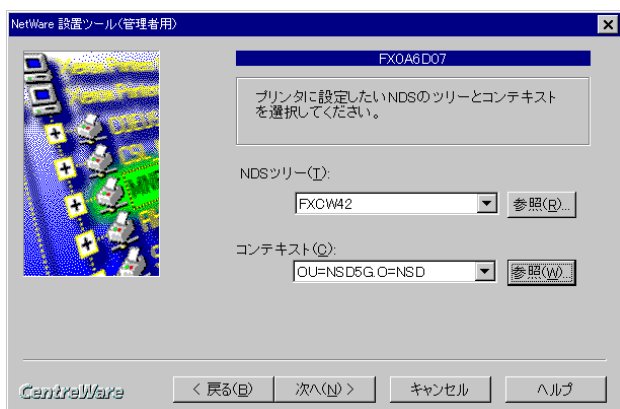 NetWare 設置ツール(管理者用)
FX0A6D07
プリンタに設定したいNDSのツリーとコンテキスト
を選択してください。
NDSツリー(T):
FXCW42
参照(R)...
コンテキスト(C):
OU=NSD5G.O=NSD
参照(W)...
CentreWare
< 戻る(B)
次へ(N) >
キャンセル
ヘルプ